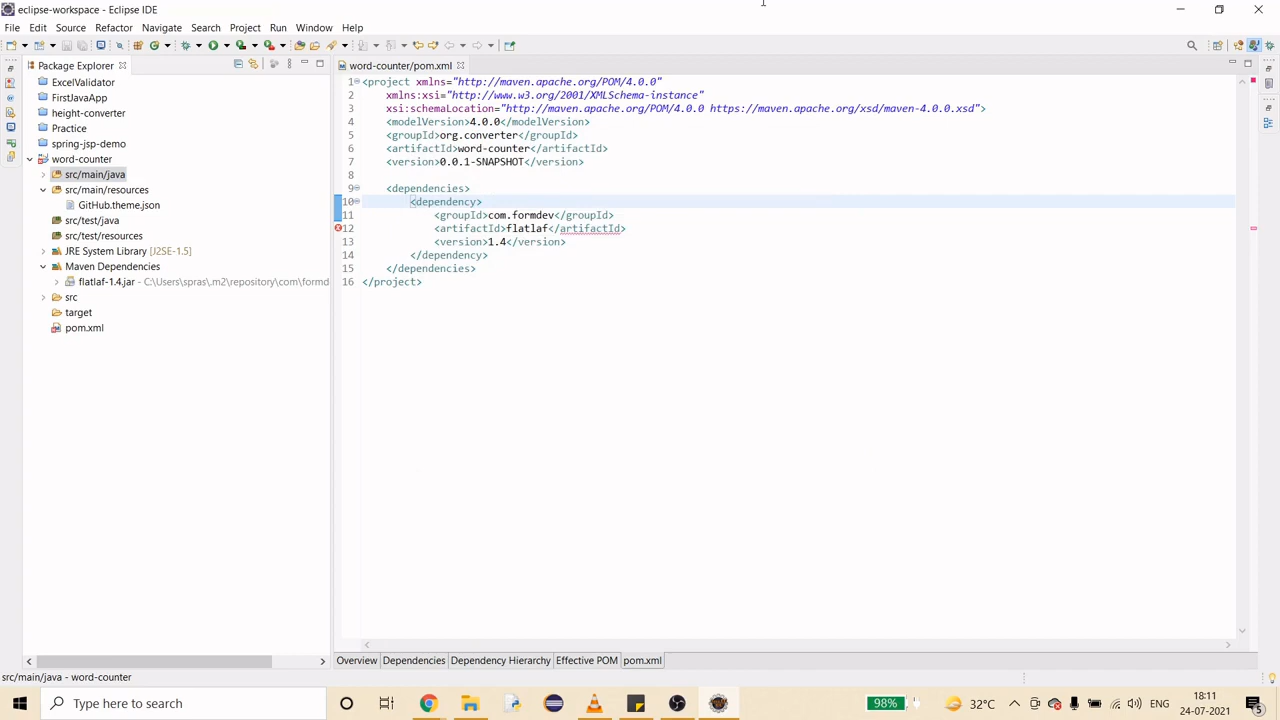 eclipse-workspace - Eclipse IDE
File Edit Source Refactor Navigate Search Project Run Window Help
Package Explorer
word-counter/pom.xml
ExcelValidator
FirstJavaApp
height-converter
Practice
spring-jsp-demo
word-counter
src/main/java
src/main/resources
GitHub.theme.json
src/test/java
src/test/resources
JRE System Library [J2SE-1.5]
Maven Dependencies
flatlaf-1.4.jar - C:\Users\spras\.m2\repository\com\formd
src
target
pom.xml
1 <project xmlns="http://maven.apache.org/POM/4.0.0"
2 xmlns:xsi="http://www.w3.org/2001/XMLSchema-instance"
3 xsi:schemaLocation="http://maven.apache.org/POM/4.0.0 https://maven.apache.org/xsd/maven-4.0.0.xsd">
4 <modelVersion>4.0.0</modelVersion>
5 <groupId>org.converter</groupId>
6 <artifactId>word-counter</artifactId>
7 <version>0.0.1-SNAPSHOT</version>
8
9 <dependencies>
10 <dependency>
11 <groupId>com.formdev</groupId>
12 <artifactId>flatlaf</artifactId>
13 <version>1.4</version>
14 </dependency>
15 </dependencies>
16 </project>
Overview Dependencies Dependency Hierarchy Effective POM pom.xml
src/main/java - word-counter
Type here to search
98%
32°C
ENG
18:11
24-07-2021
5